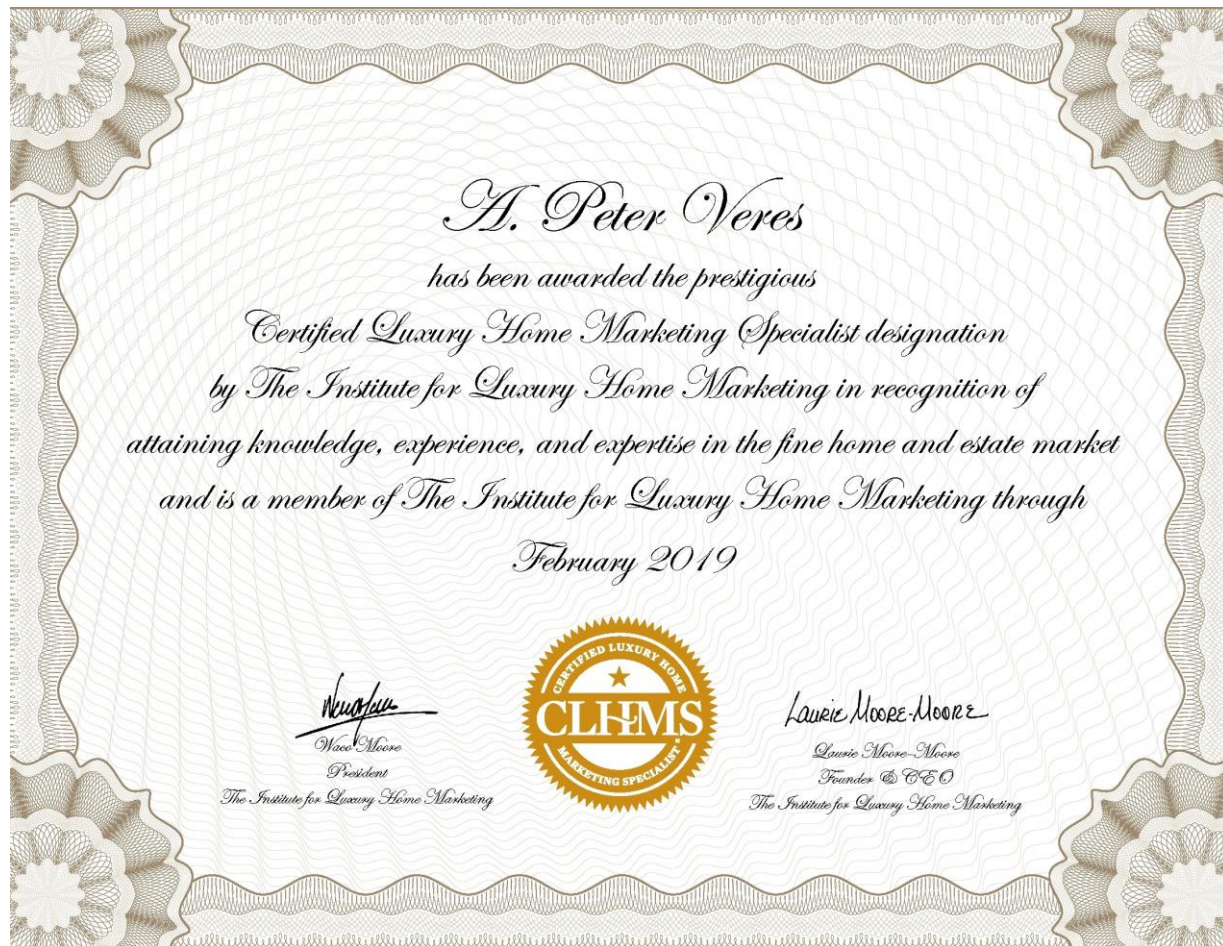 A. Peter Veres
has been awarded the prestigious
Certified Luxury Home Marketing Specialist designation
by The Institute for Luxury Home Marketing in recognition of
attaining knowledge, experience, and expertise in the fine home and estate market
and is a member of The Institute for Luxury Home Marketing through
February 2019
CERTIFIED LUXURY HOME
CLHMS
MARKETING SPECIALIST
Waco Moore
President
The Institute for Luxury Home Marketing
Laurie Moore-Moore
Laurie Moore-Moore
Founder & CEO
The Institute for Luxury Home Marketing